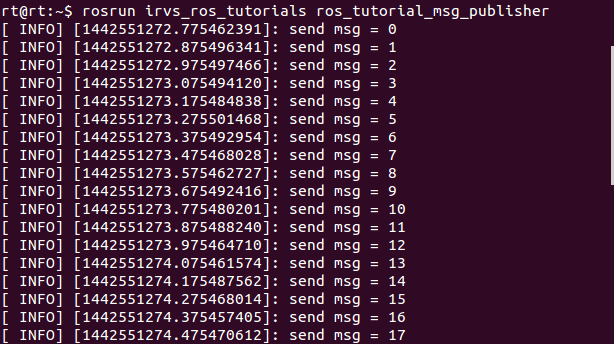 rt@rt:~$ rosrun irvs_ros_tutorials ros_tutorial_msg_publisher
[ INFO] [1442551272.775462391]: send msg = 0
[ INFO] [1442551272.875496341]: send msg = 1
[ INFO] [1442551272.975497466]: send msg = 2
[ INFO] [1442551273.075494120]: send msg = 3
[ INFO] [1442551273.175484838]: send msg = 4
[ INFO] [1442551273.275501468]: send msg = 5
[ INFO] [1442551273.375492954]: send msg = 6
[ INFO] [1442551273.475468028]: send msg = 7
[ INFO] [1442551273.575462727]: send msg = 8
[ INFO] [1442551273.675492416]: send msg = 9
[ INFO] [1442551273.775480201]: send msg = 10
[ INFO] [1442551273.875488240]: send msg = 11
[ INFO] [1442551273.975464710]: send msg = 12
[ INFO] [1442551274.075461574]: send msg = 13
[ INFO] [1442551274.175487562]: send msg = 14
[ INFO] [1442551274.275468014]: send msg = 15
[ INFO] [1442551274.375457405]: send msg = 16
[ INFO] [1442551274.475470612]: send msg = 17